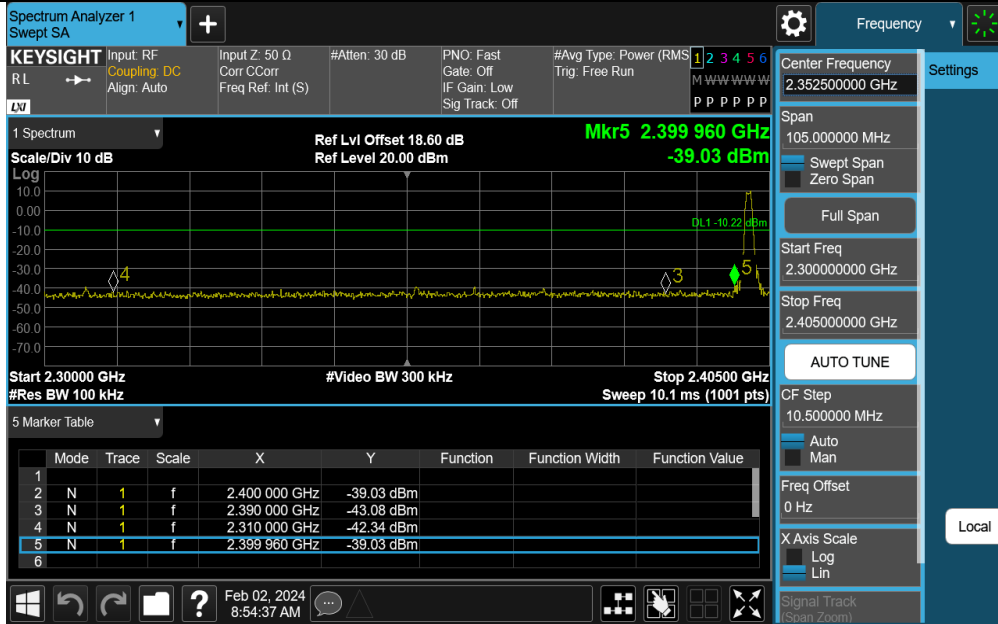 Spectrum Analyzer 1
Swept SA
Frequency
KEYSIGHT
RL
LXI
Input: RF
Coupling: DC
Align: Auto
Input Z: 50 Ω
Corr CCorr
Freq Ref: Int (S)
#Atten: 30 dB
PNO: Fast
Gate: Off
IF Gain: Low
Sig Track: Off
#Avg Type: Power (RMS
Trig: Free Run
1 2 3 4 5 6
M W W W W W
P P P P P P
1 Spectrum
Scale/Div 10 dB
Ref Lvl Offset 18.60 dB
Ref Level 20.00 dBm
Mkr5 2.399 960 GHz
-39.03 dBm
Log
10.0
0.00
-10.0
-20.0
-30.0
-40.0
-50.0
-60.0
-70.0
DL1 -10.22 dBm
4
3
5
Start 2.30000 GHz
#Video BW 300 kHz
Stop 2.40500 GHz
#Res BW 100 kHz
Sweep 10.1 ms (1001 pts)
5 Marker Table
Mode Trace Scale X Y Function Function Width Function Value
1
2 N 1 f 2.400 000 GHz -39.03 dBm
3 N 1 f 2.390 000 GHz -43.08 dBm
4 N 1 f 2.310 000 GHz -42.34 dBm
5 N 1 f 2.399 960 GHz -39.03 dBm
6
Feb 02, 2024
8:54:37 AM
Center Frequency
2.352500000 GHz
Span
105.000000 MHz
Swept Span
Zero Span
Full Span
Start Freq
2.300000000 GHz
Stop Freq
2.405000000 GHz
AUTO TUNE
CF Step
10.500000 MHz
Auto
Man
Freq Offset
0 Hz
X Axis Scale
Log
Lin
Signal Track
(Span Zoom)
Settings
Local